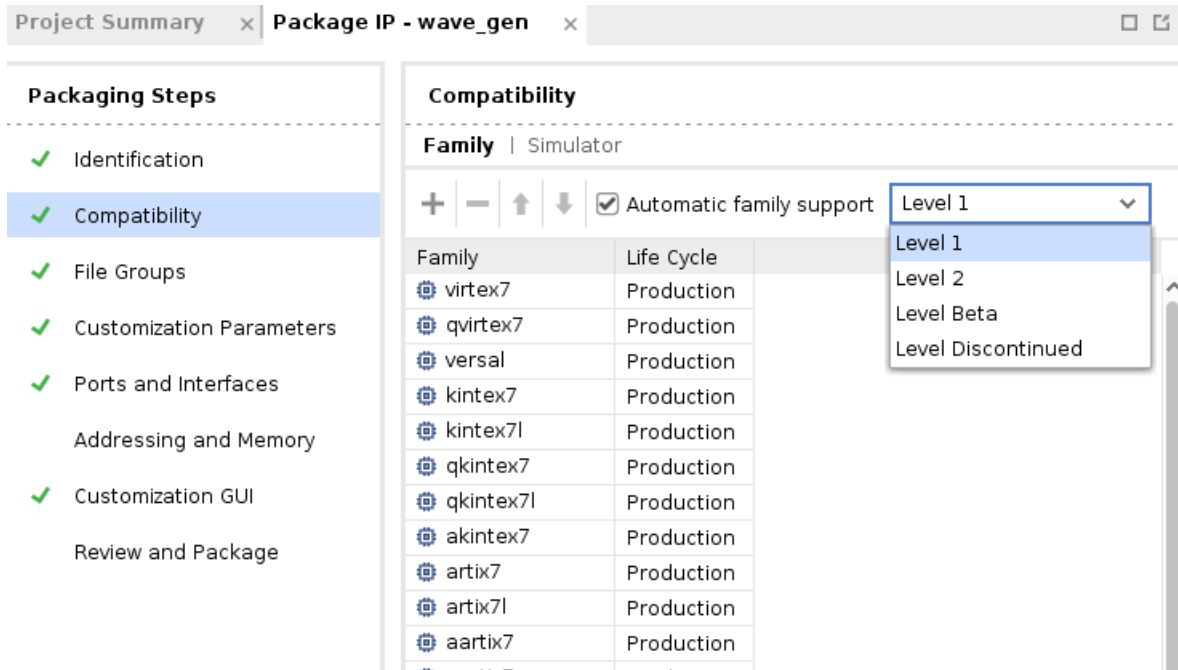 Project Summary × Package IP - wave_gen ×
Packaging Steps
Identification
Compatibility
File Groups
Customization Parameters
Ports and Interfaces
Addressing and Memory
Customization GUI
Review and Package
Compatibility
Family | Simulator
Automatic family support Level 1
Level 1
Level 2
Level Beta
Level Discontinued
Family Life Cycle
virtex7 Production
qvirtex7 Production
versal Production
kintex7 Production
kintex7l Production
qkintex7 Production
qkintex7l Production
akintex7 Production
artix7 Production
artix7l Production
aartix7 Production